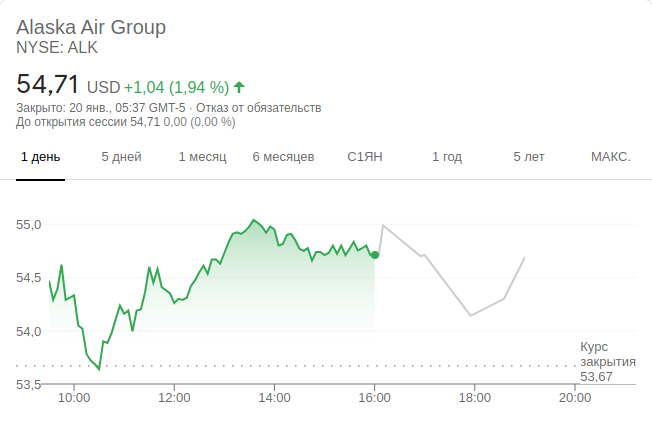 Alaska Air Group
NYSE: ALK
54,71 USD +1,04 (1,94 %)
Закрыто: 20 янв., 05:37 GMT-5 · Отказ от обязательств
До открытия сессии 54,71 0,00 (0,00 %)
1 день 5 дней 1 месяц 6 месяцев С1ЯН 1 год 5 лет МАКС.
55,0
54,5
54,0
Курс
закрытия
53,67
53,5
10:00 12:00 14:00 16:00 18:00 20:00